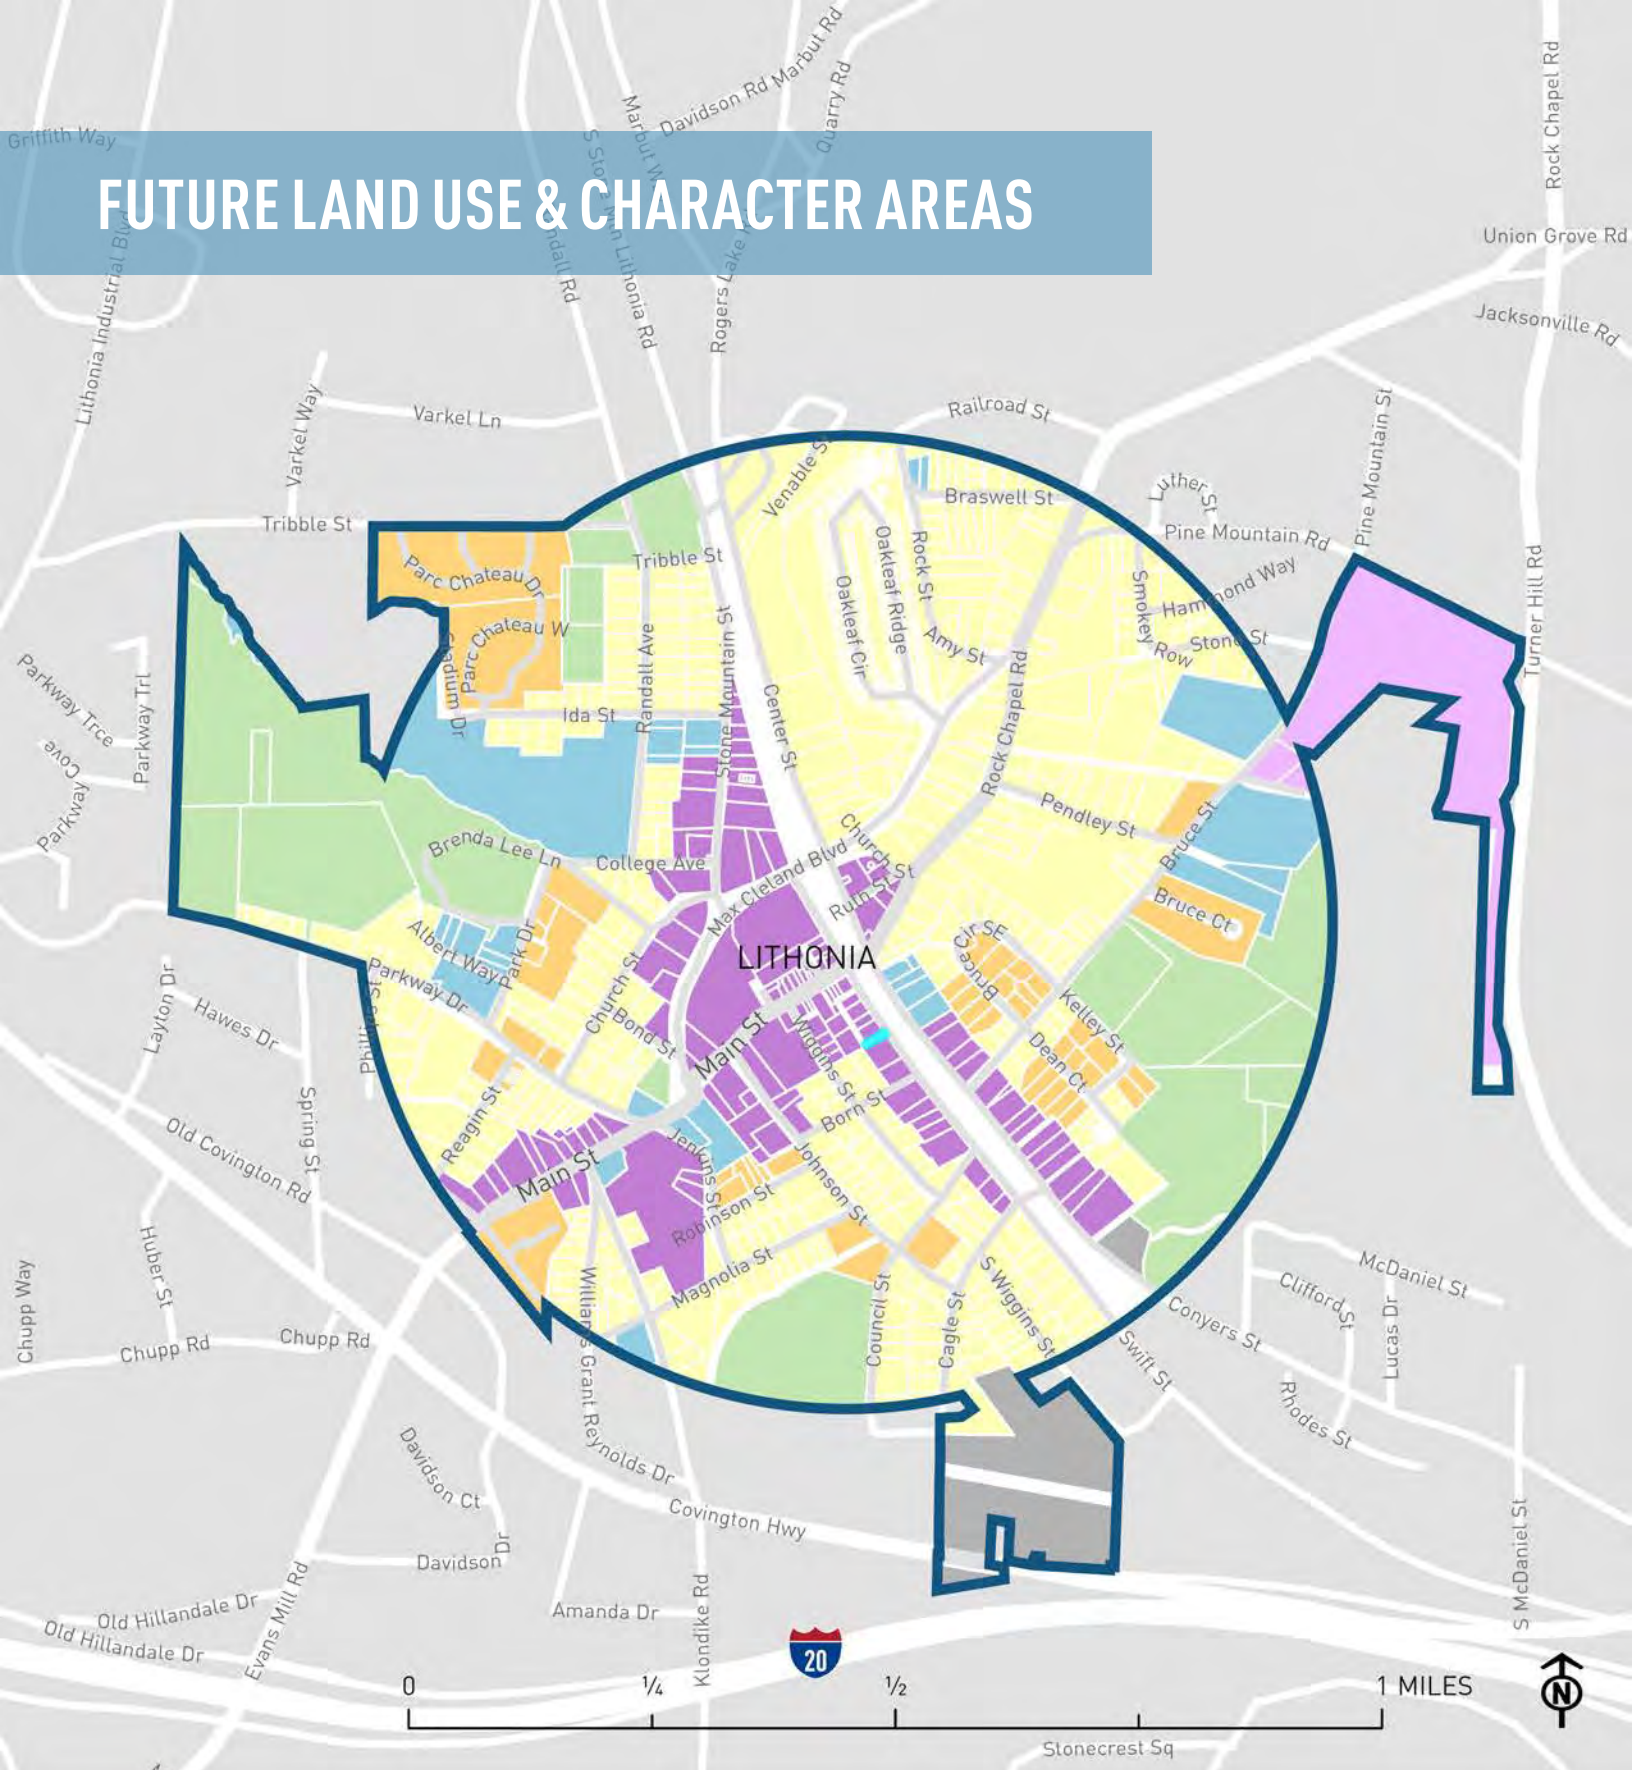 Davidson Rd
Marbut Rd
Quarry Rd
Rock Chapel Rd
Griffith Way
FUTURE LAND USE & CHARACTER AREAS
Union Grove Rd
Lithonia Industrial Blvd
Jacksonville Rd
Railroad St
Varkel Ln
Varkel Way
Pine Mountain St
Venable St
Braswell St
Luther St
Tribble St
Pine Mountain Rd
Tribble St
Parc Chateau Dr
Oakleaf Ridge
Rock St
Hammond Way
Smokey Row
Turner Hill Rd
Oakleaf Cir
Parc Chateau W
Amy St
Stone St
Randall Ave
Stone Mountain St
Parkway Trce
Parkway Trl
Ida St
Center St
Rock Chapel Rd
Parkway Cove
Pendley St
Bruce St
Church St
Brenda Lee Ln
College Ave
Max Cleland Blvd
Ruth St
Bruce Ct
Albert Way
Park Dr
LITHONIA
Bruce Cir SE
Parkway Dr
Church St
Layton Dr
Hawes Dr
Phillips St
Bond St
Main St
Wiggins St
Kelley St
Dean Ct
Reagin St
Born St
Old Covington Rd
Spring St
Main St
Jenkins St
Johnson St
Robinson St
Huber St
Magnolia St
S Wiggins St
McDaniel St
Clifford St
Lucas Dr
Chupp Way
Chupp Rd
Chupp Rd
Williams Grant Reynolds Dr
Council St
Cagle St
Conyers St
Swift St
Rhodes St
Davidson Ct
Covington Hwy
Davidson Dr
S McDaniel St
Evans Mill Rd
Old Hillandale Dr
Old Hillandale Dr
Amanda Dr
Klondike Rd
20
0
¼
½
1 MILES
N
Stonecrest Sq